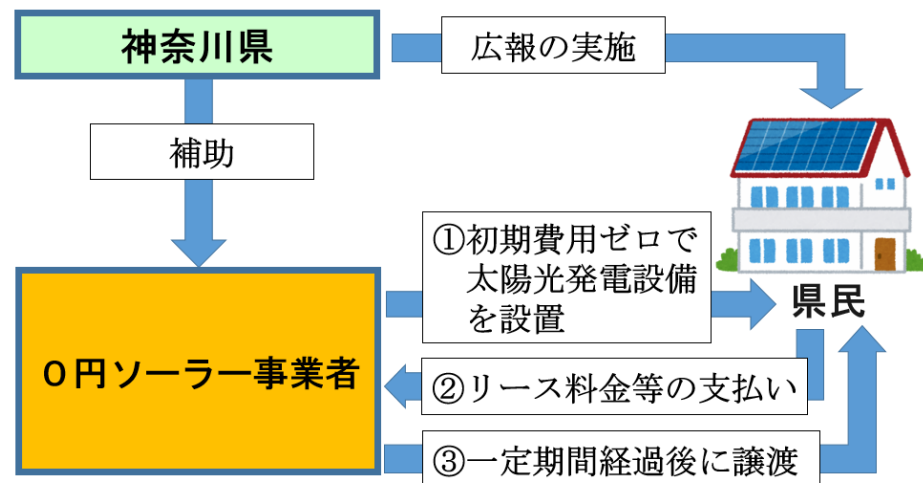 神奈川県
広報の実施
補助
①初期費用ゼロで
太陽光発電設備
を設置
県民
０円ソーラー事業者
②リース料金等の支払い
③一定期間経過後に譲渡